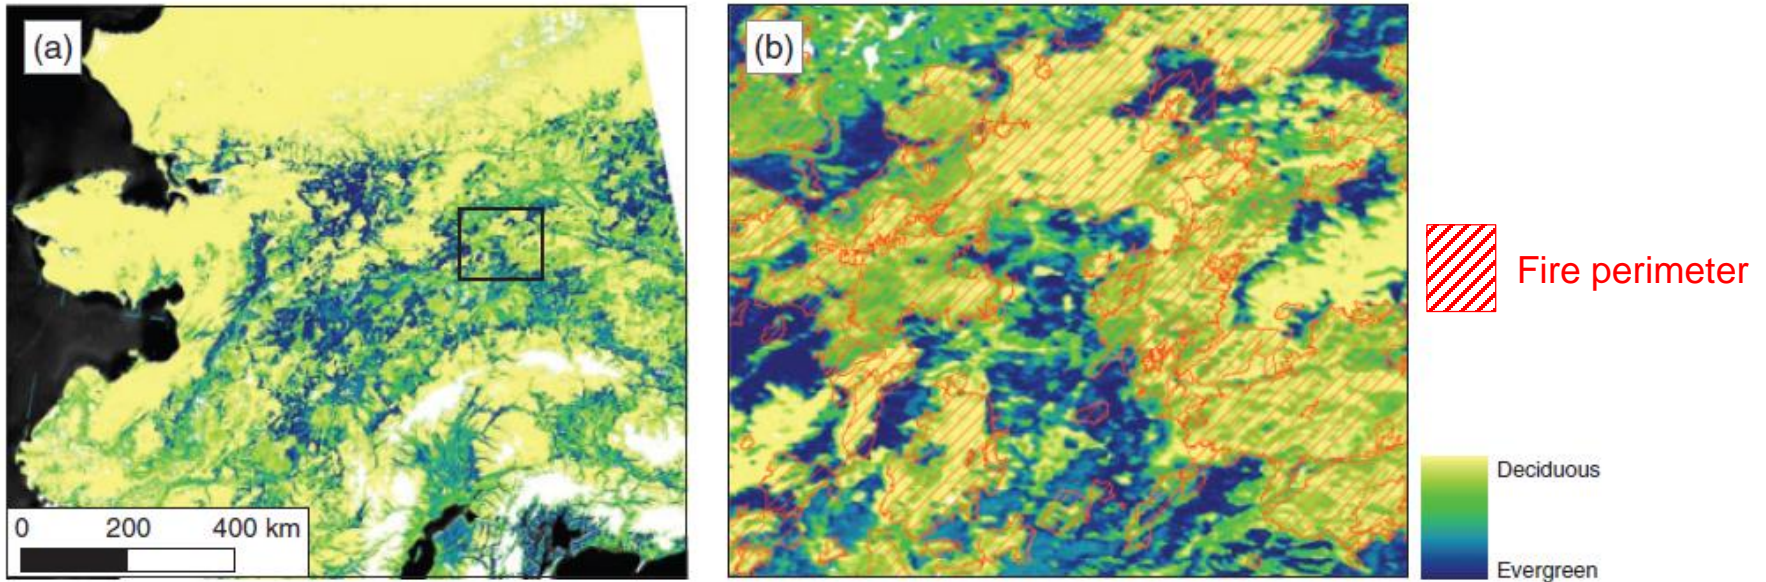 (a)
0 200 400 km
(b)
Fire perimeter
Deciduous
Evergreen